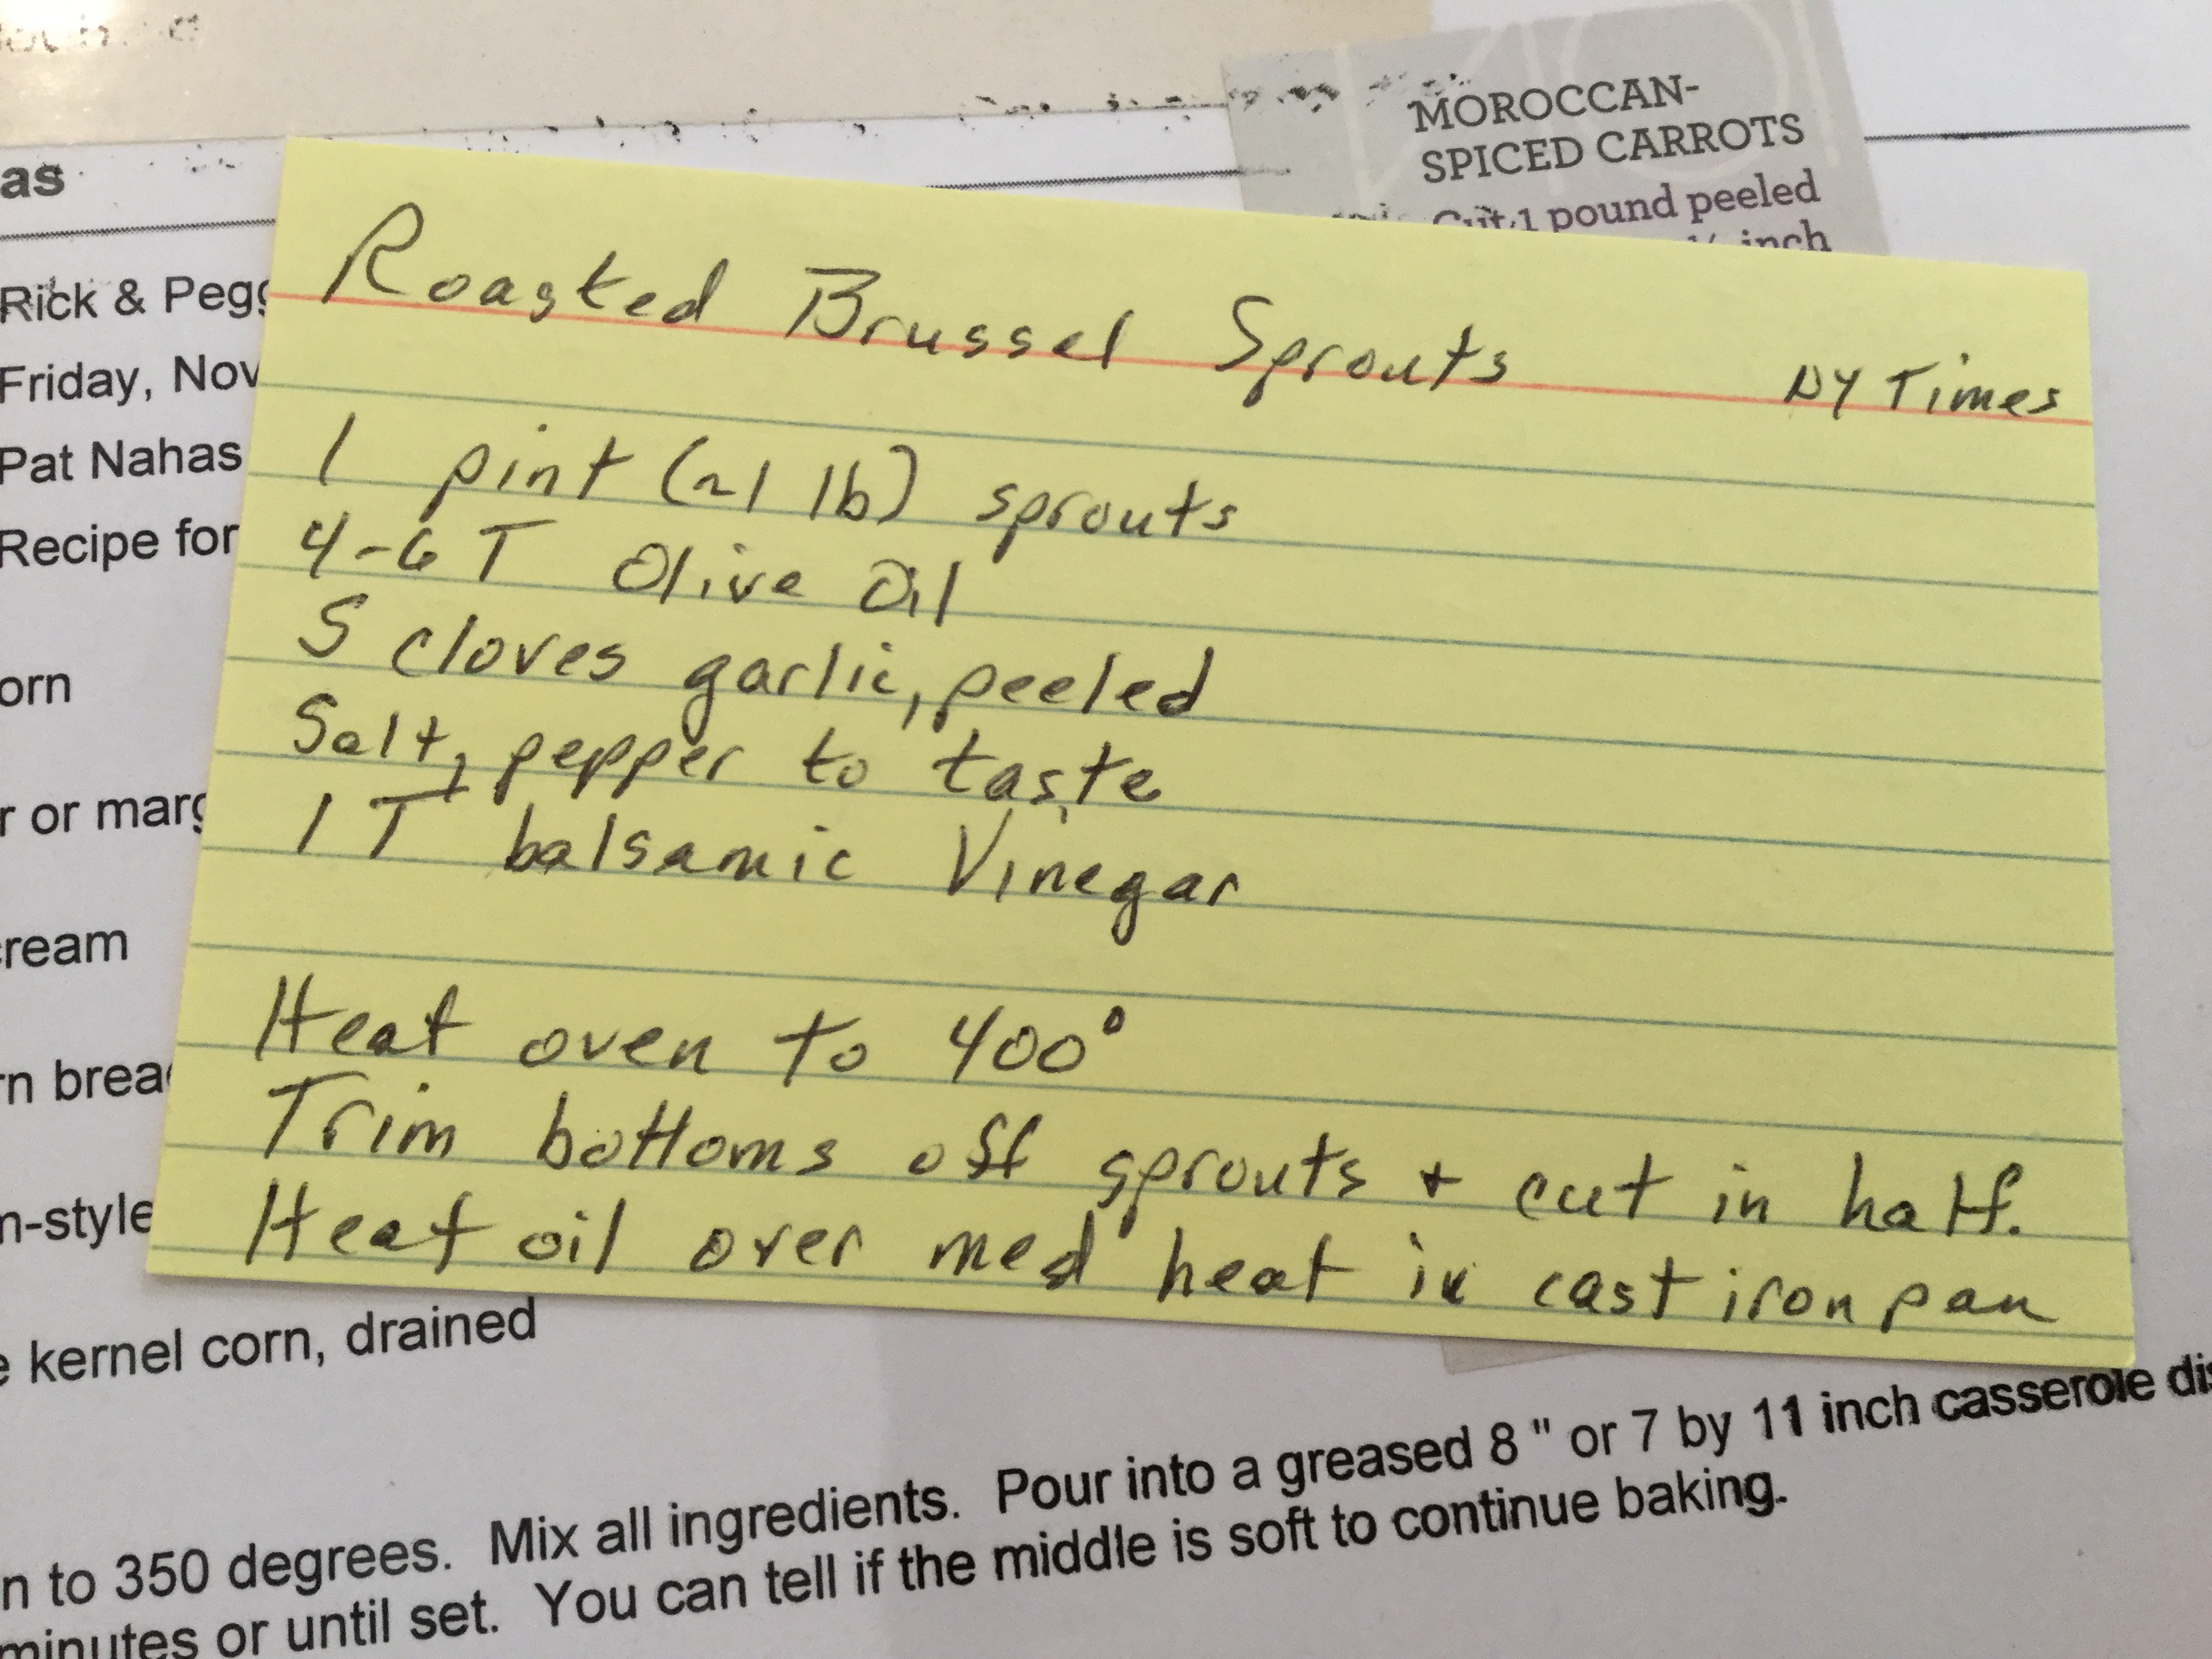 MOROCCAN-
SPICED CARROTS
Cut 1 pound peeled
inch
as
Rick & Pegg
Friday, Nov
Pat Nahas
Recipe for
orn
r or marg
ream
n brea
n-style
Roasted Brussel Sprouts NY Times
1 pint (~1 lb) sprouts
4-6 T Olive Oil
5 cloves garlic, peeled
Salt, pepper to taste
1 T balsamic Vinegar
Heat oven to 400°
Trim bottoms off sprouts + cut in half.
Heat oil over med heat in cast iron pan
e kernel corn, drained
n to 350 degrees. Mix all ingredients. Pour into a greased 8 " or 7 by 11 inch casserole dis
minutes or until set. You can tell if the middle is soft to continue baking.